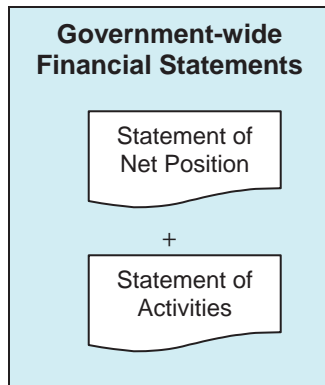 Government-wide
Financial Statements
Statement of
Net Position
+
Statement of
Activities